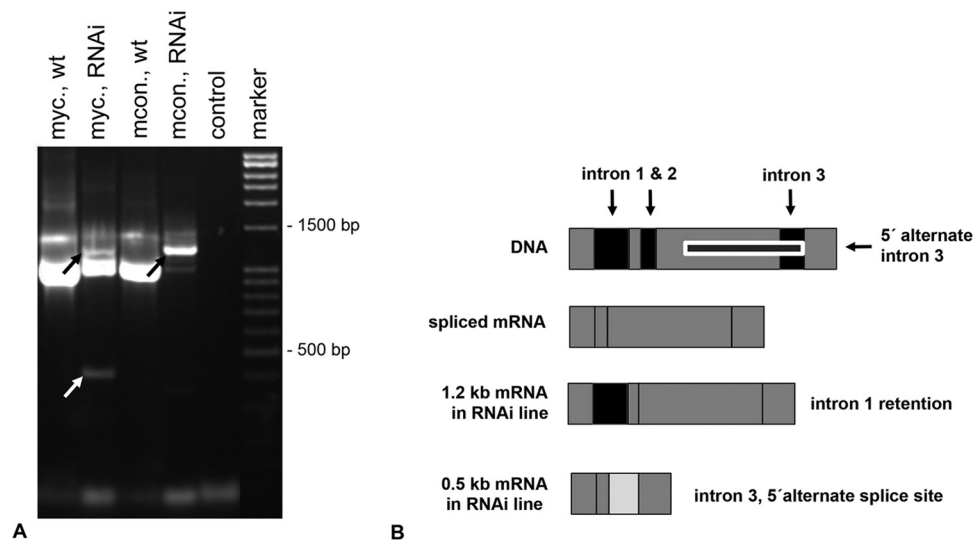 myc., wt
myc., RNAi
mcon., wt
mcon., RNAi
control
marker
- 1500 bp
- 500 bp
A
intron 1 & 2
intron 3
DNA
5´ alternate
intron 3
spliced mRNA
1.2 kb mRNA
in RNAi line
intron 1 retention
0.5 kb mRNA
in RNAi line
intron 3, 5´alternate splice site
B